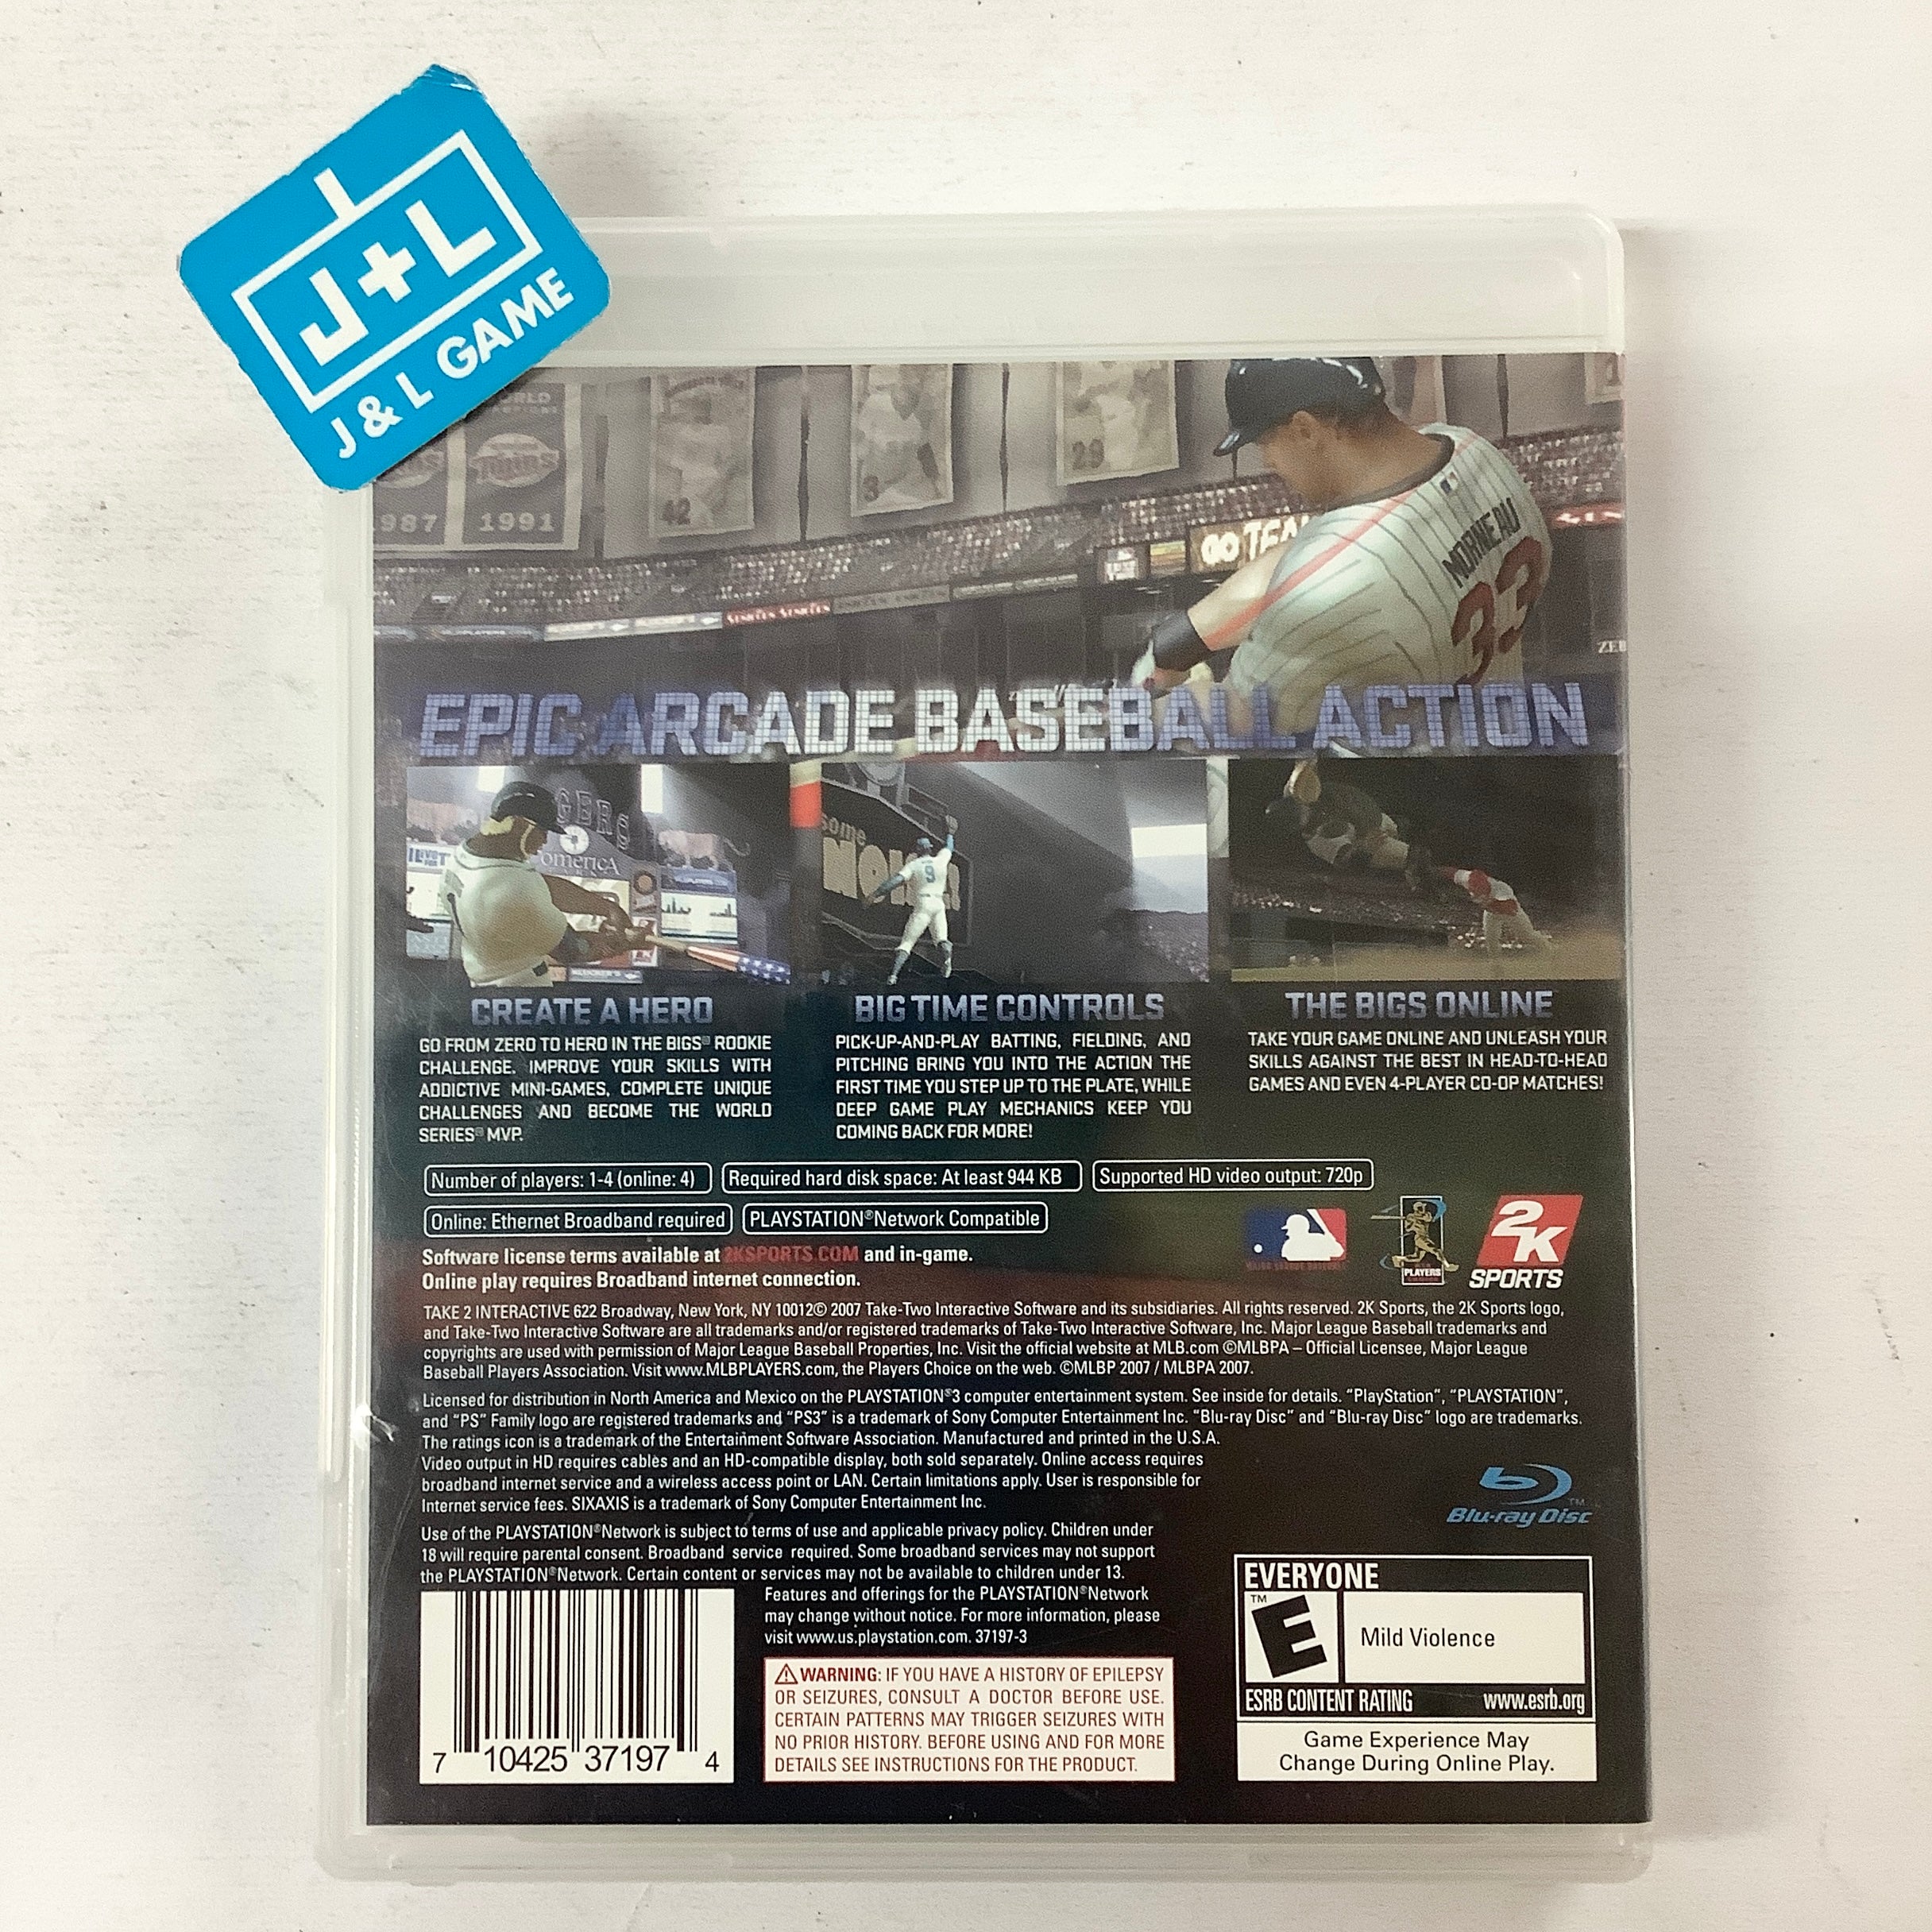 J+L
J & L GAME
WORLD
CHAMPIONS
TWINS
1987
1991
42
3
29
GO TEAM
MORNEAU
33
EPIC ARCADE BASEBALL ACTION
some
9
CREATE A HERO
GO FROM ZERO TO HERO IN THE BIGS® ROOKIE
CHALLENGE. IMPROVE YOUR SKILLS WITH
ADDICTIVE MINI-GAMES, COMPLETE UNIQUE
CHALLENGES AND BECOME THE WORLD
SERIES® MVP.
BIG TIME CONTROLS
PICK-UP-AND-PLAY BATTING, FIELDING, AND
PITCHING BRING YOU INTO THE ACTION THE
FIRST TIME YOU STEP UP TO THE PLATE, WHILE
DEEP GAME PLAY MECHANICS KEEP YOU
COMING BACK FOR MORE!
THE BIGS ONLINE
TAKE YOUR GAME ONLINE AND UNLEASH YOUR
SKILLS AGAINST THE BEST IN HEAD-TO-HEAD
GAMES AND EVEN 4-PLAYER CO-OP MATCHES!
Number of players: 1-4 (online: 4)
Required hard disk space: At least 944 KB
Supported HD video output: 720p
Online: Ethernet Broadband required
PLAYSTATION®Network Compatible
Software license terms available at 2KSPORTS.COM and in-game.
Online play requires Broadband internet connection.
MAJOR LEAGUE BASEBALL
PLAYERS
CHOICE
2K
SPORTS
TAKE 2 INTERACTIVE 622 Broadway, New York, NY 10012© 2007 Take-Two Interactive Software and its subsidiaries. All rights reserved. 2K Sports, the 2K Sports logo,
and Take-Two Interactive Software are all trademarks and/or registered trademarks of Take-Two Interactive Software, Inc. Major League Baseball trademarks and
copyrights are used with permission of Major League Baseball Properties, Inc. Visit the official website at MLB.com ©MLBPA – Official Licensee, Major League
Baseball Players Association. Visit www.MLBPLAYERS.com, the Players Choice on the web. ©MLBP 2007 / MLBPA 2007.
Licensed for distribution in North America and Mexico on the PLAYSTATION®3 computer entertainment system. See inside for details. “PlayStation”, “PLAYSTATION”,
and “PS” Family logo are registered trademarks and “PS3” is a trademark of Sony Computer Entertainment Inc. “Blu-ray Disc” and “Blu-ray Disc” logo are trademarks.
The ratings icon is a trademark of the Entertainment Software Association. Manufactured and printed in the U.S.A.
Video output in HD requires cables and an HD-compatible display, both sold separately. Online access requires
broadband internet service and a wireless access point or LAN. Certain limitations apply. User is responsible for
Internet service fees. SIXAXIS is a trademark of Sony Computer Entertainment Inc.
Use of the PLAYSTATION®Network is subject to terms of use and applicable privacy policy. Children under
18 will require parental consent. Broadband service required. Some broadband services may not support
the PLAYSTATION®Network. Certain content or services may not be available to children under 13.
Features and offerings for the PLAYSTATION®Network
may change without notice. For more information, please
visit www.us.playstation.com. 37197-3
Blu-ray Disc™
7 10425 37197 4
⚠WARNING: IF YOU HAVE A HISTORY OF EPILEPSY
OR SEIZURES, CONSULT A DOCTOR BEFORE USE.
CERTAIN PATTERNS MAY TRIGGER SEIZURES WITH
NO PRIOR HISTORY. BEFORE USING AND FOR MORE
DETAILS SEE INSTRUCTIONS FOR THE PRODUCT.
EVERYONE
E™
Mild Violence
ESRB CONTENT RATING www.esrb.org
Game Experience May
Change During Online Play.